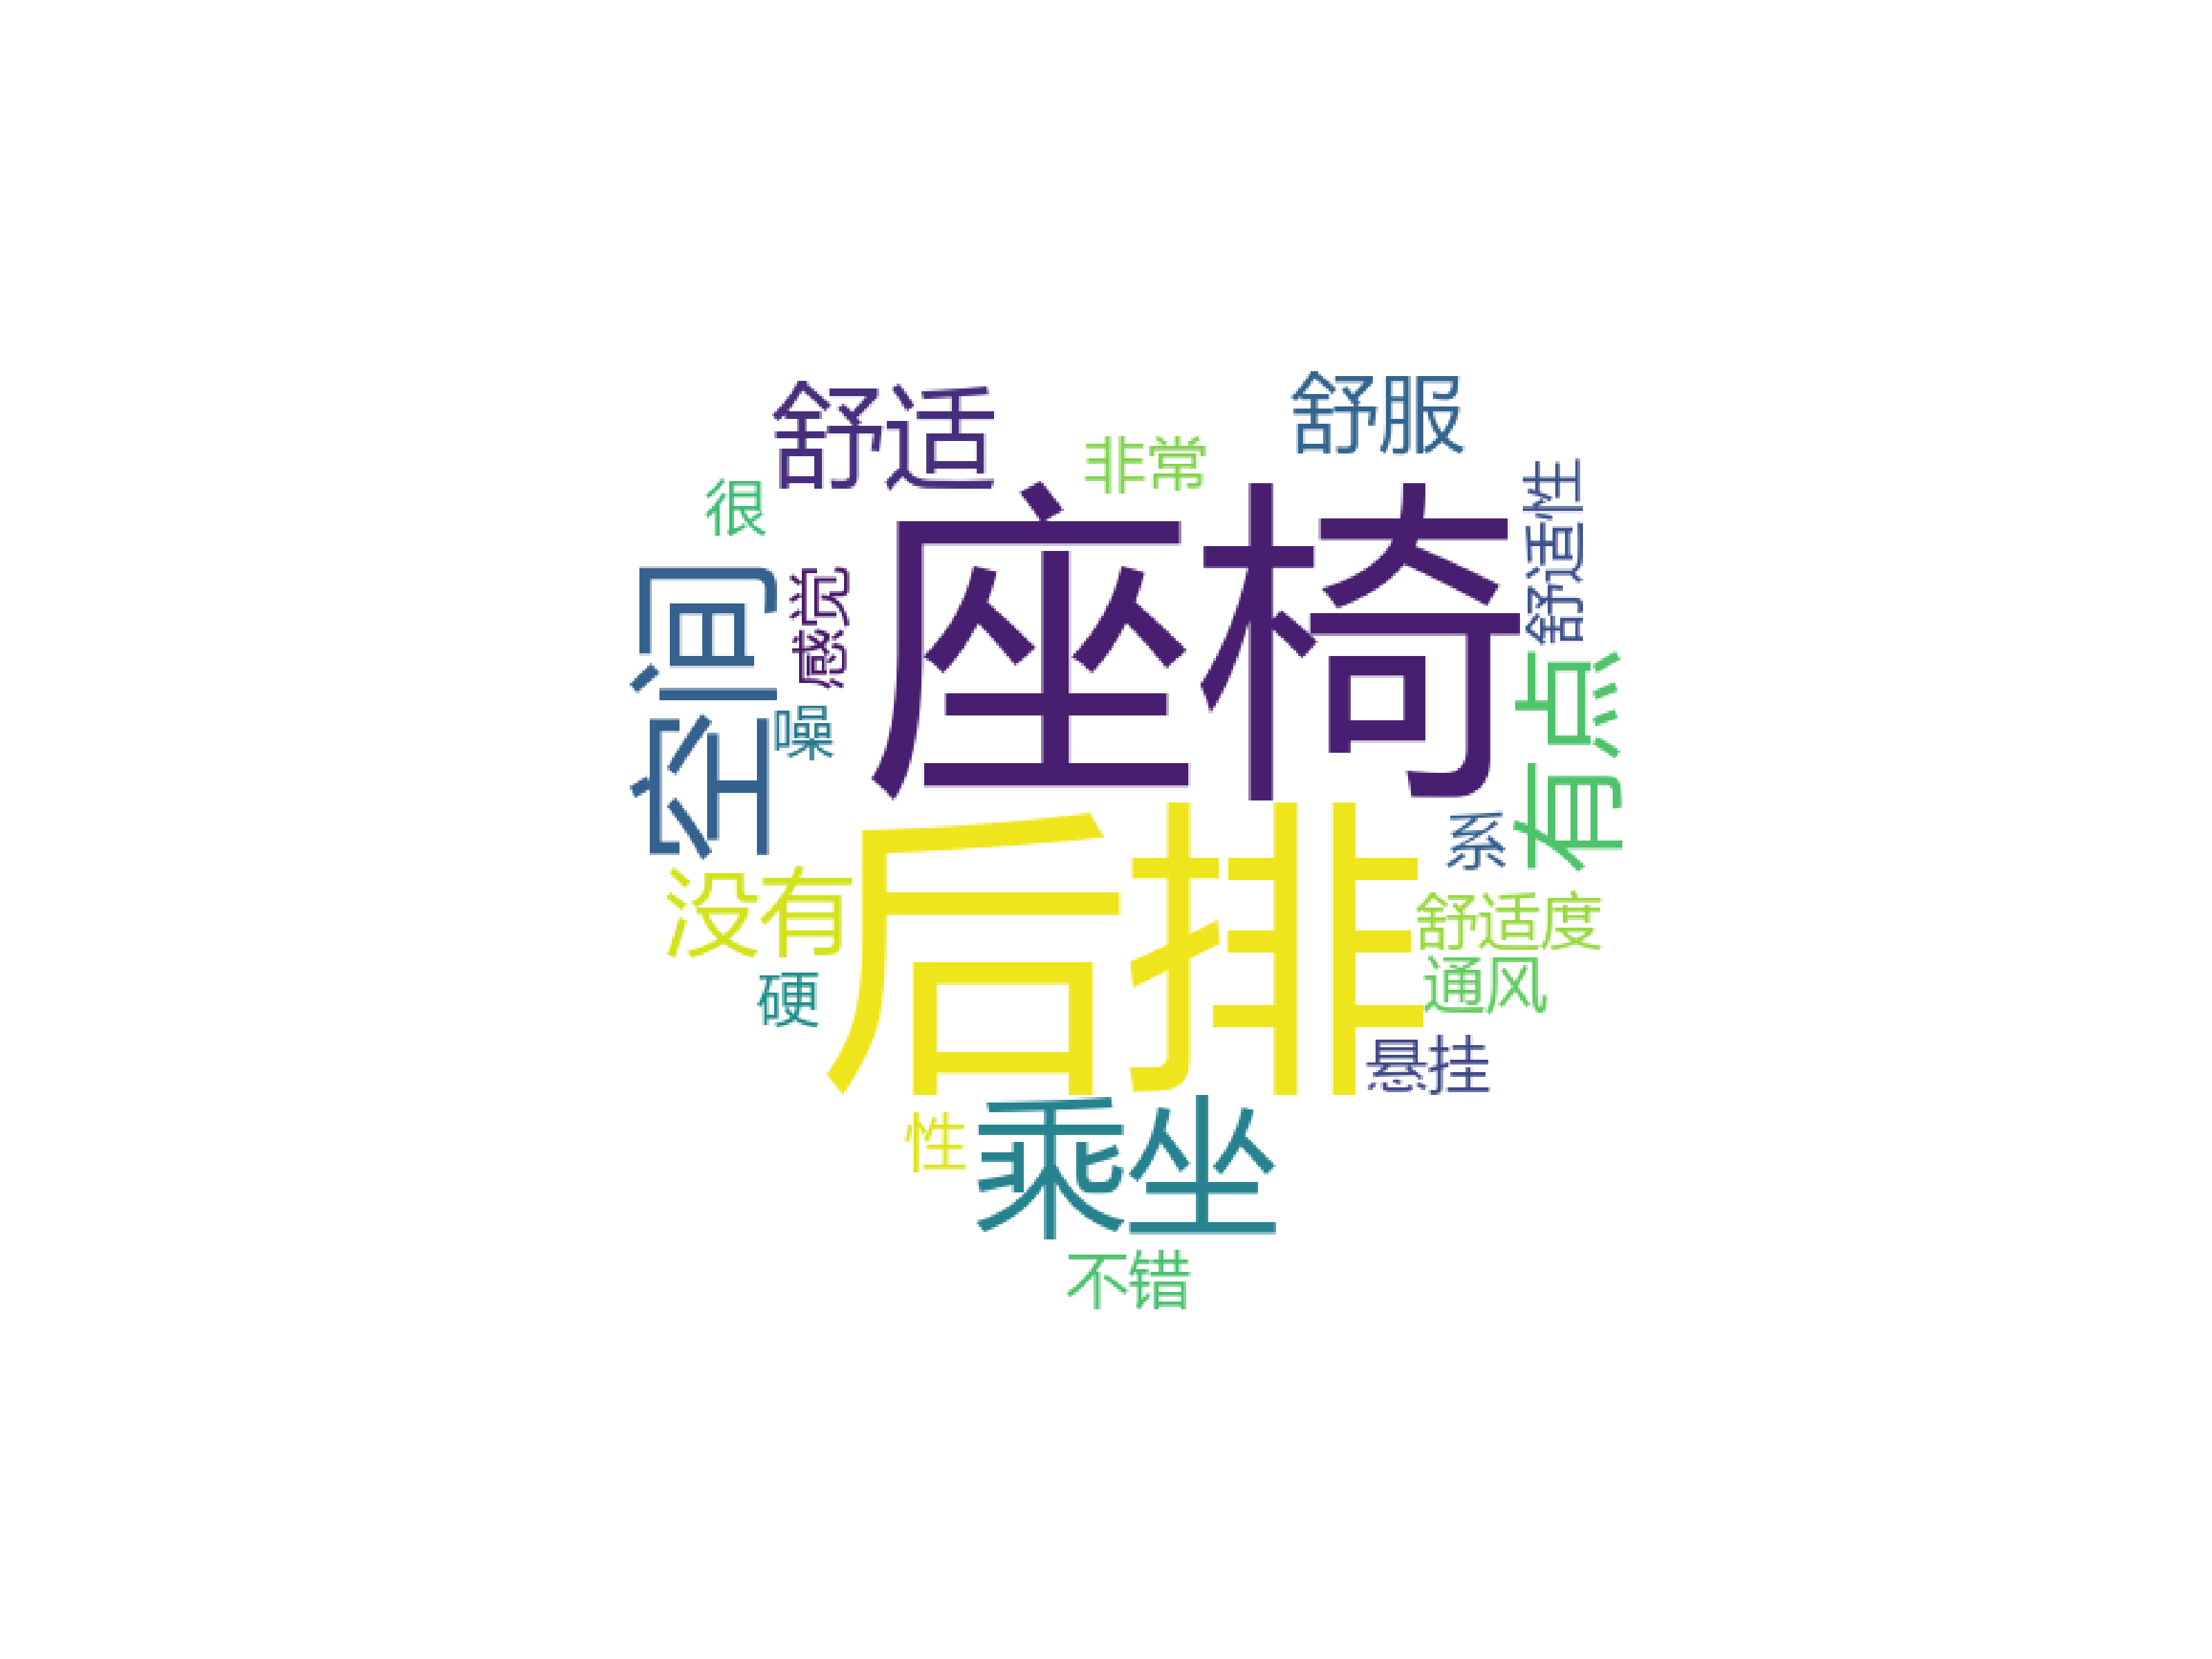 舒适
舒服
非常
很
舒适性
座椅
空间
感觉
噪
有点
后排
系
没有
舒适度
通风
硬
悬挂
乘坐
性
不错